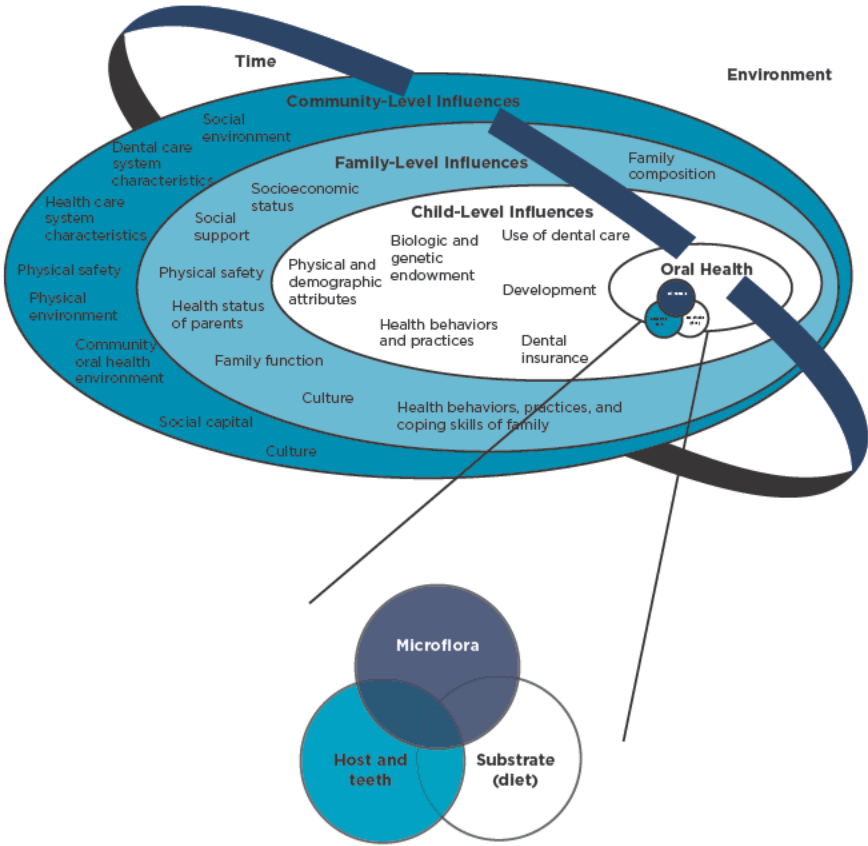 Time
Environment
Community-Level Influences
Social
environment
Dental care
system
characteristics
Health care
system
characteristics
Physical safety
Physical
environment
Community
oral health
environment
Social capital
Culture
Family-Level Influences
Family
composition
Socioeconomic
status
Social
support
Physical safety
Health status
of parents
Family function
Culture
Health behaviors, practices, and
coping skills of family
Child-Level Influences
Use of dental care
Biologic and
genetic
endowment
Physical and
demographic
attributes
Development
Health behaviors
and practices
Dental
insurance
Oral Health
Microflora
Host and
teeth
Substrate
(diet)